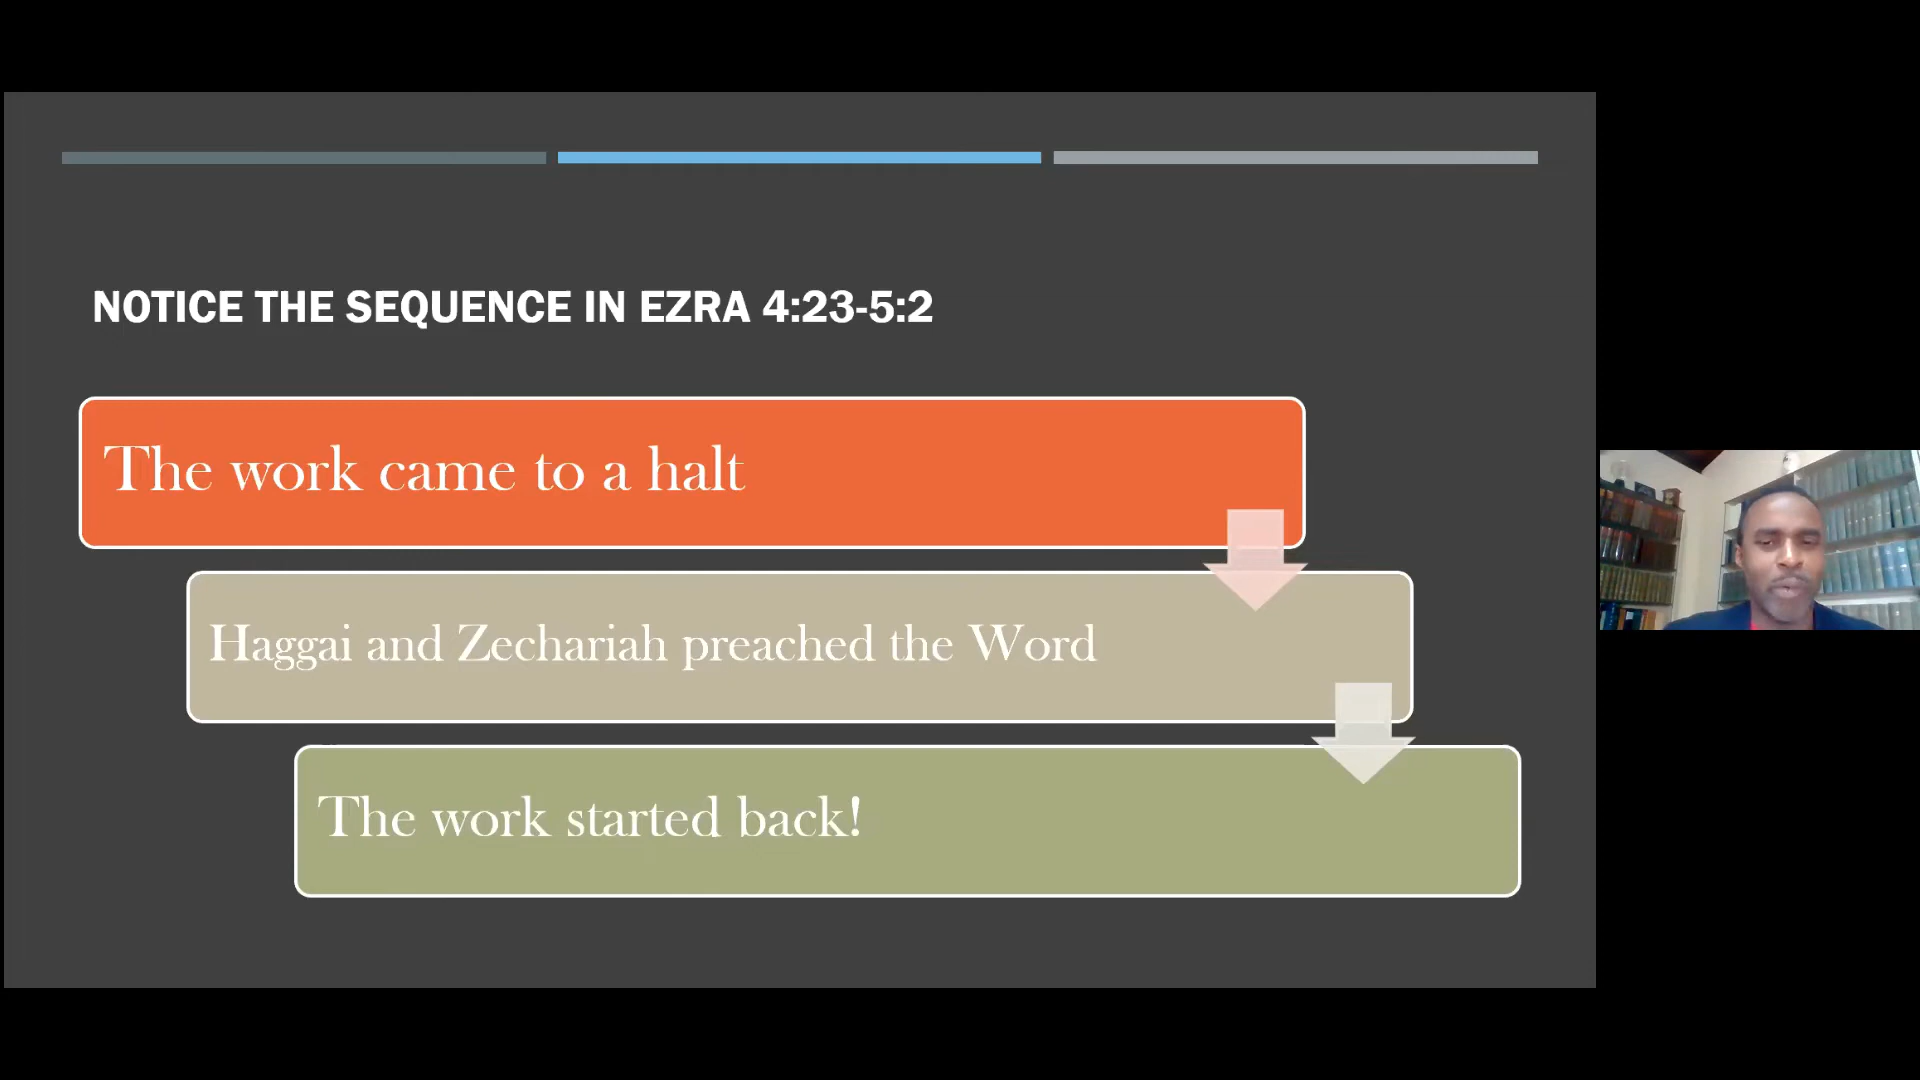 NOTICE THE SEQUENCE IN EZRA 4:23-5:2
The work came to a halt
Haggai and Zechariah preached the Word
The work started back!